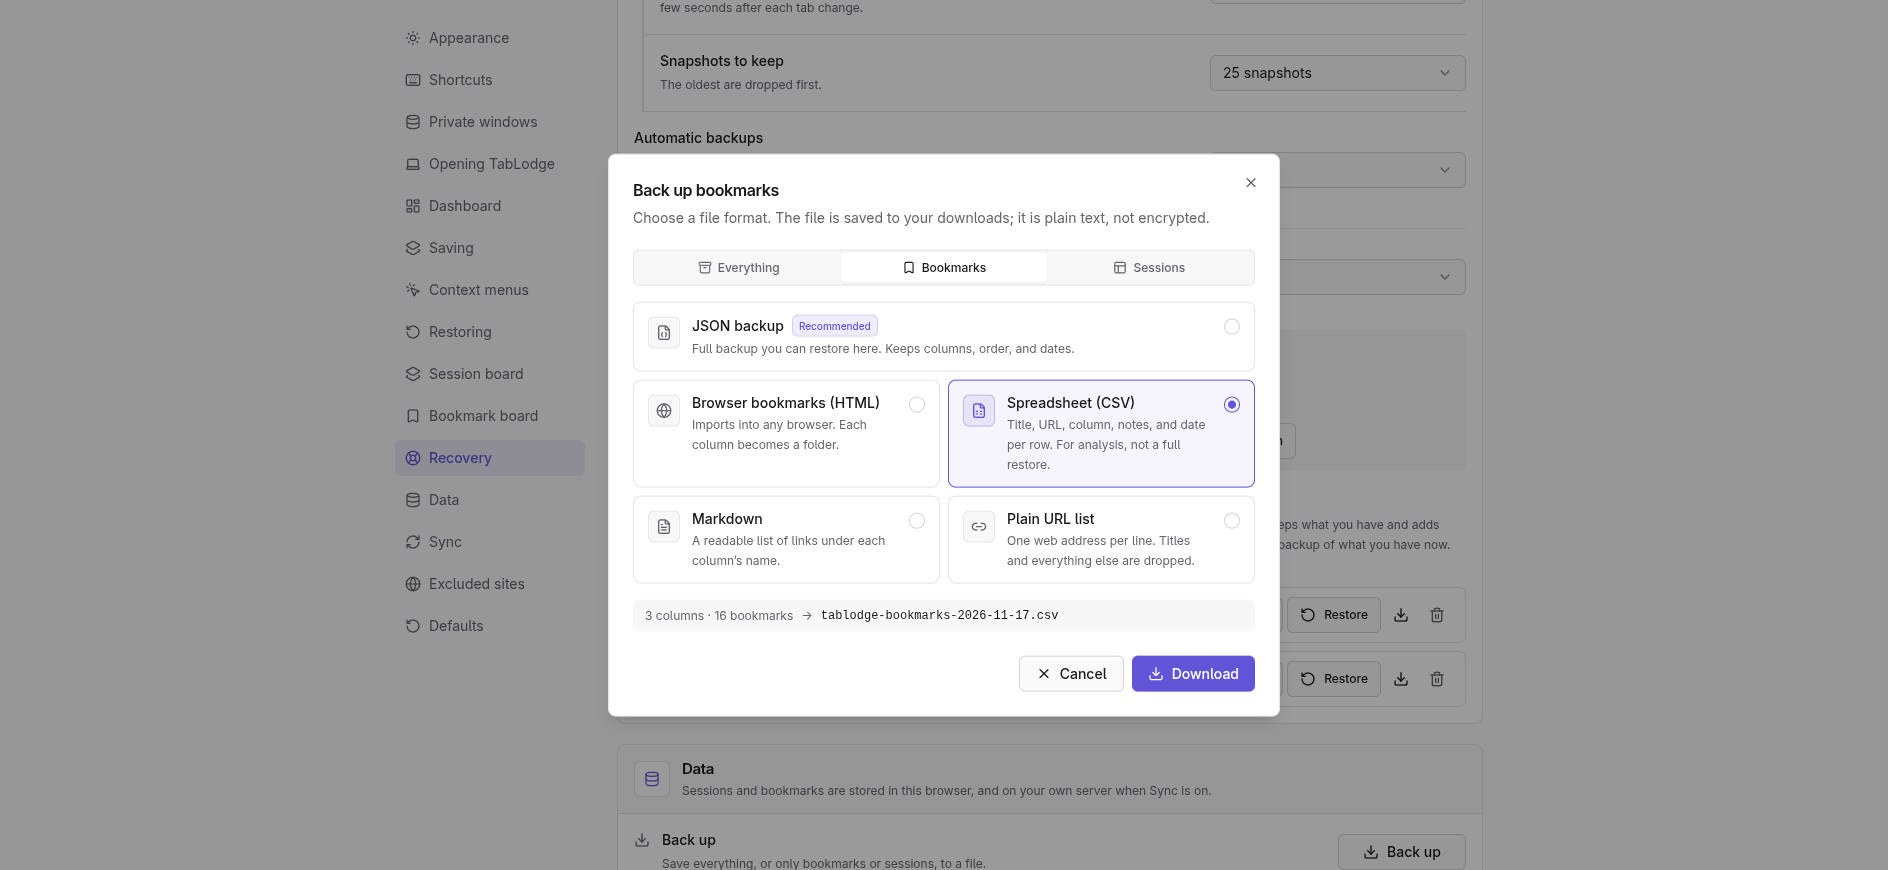 few seconds after each tab change.
Appearance
Shortcuts
Private windows
Opening TabLodge
Dashboard
Saving
Context menus
Restoring
Session board
Bookmark board
Recovery
Data
Sync
Excluded sites
Defaults
Snapshots to keep
The oldest are dropped first.
25 snapshots
Automatic backups
Back up bookmarks
Choose a file format. The file is saved to your downloads; it is plain text, not encrypted.
Everything
Bookmarks
Sessions
JSON backup
Recommended
Full backup you can restore here. Keeps columns, order, and dates.
Browser bookmarks (HTML)
Imports into any browser. Each
column becomes a folder.
Spreadsheet (CSV)
Title, URL, column, notes, and date
per row. For analysis, not a full
restore.
Markdown
A readable list of links under each
column’s name.
Plain URL list
One web address per line. Titles
and everything else are dropped.
3 columns · 16 bookmarks → tablodge-bookmarks-2026-11-17.csv
Cancel
Download
what you have and adds
of what you have now.
Restore
Restore
Data
Sessions and bookmarks are stored in this browser, and on your own server when Sync is on.
Back up
Save everything, or only bookmarks or sessions, to a file.
Back up